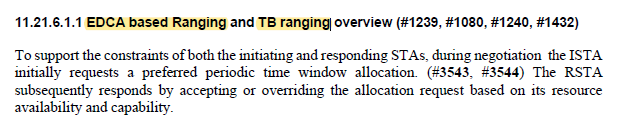 11.21.6.1.1 EDCA based Ranging and TB ranging overview (#1239, #1080, #1240, #1432)
To support the constraints of both the initiating and responding STAs, during negotiation the ISTA
initially requests a preferred periodic time window allocation. (#3543, #3544) The RSTA
subsequently responds by accepting or overriding the allocation request based on its resource
availability and capability.